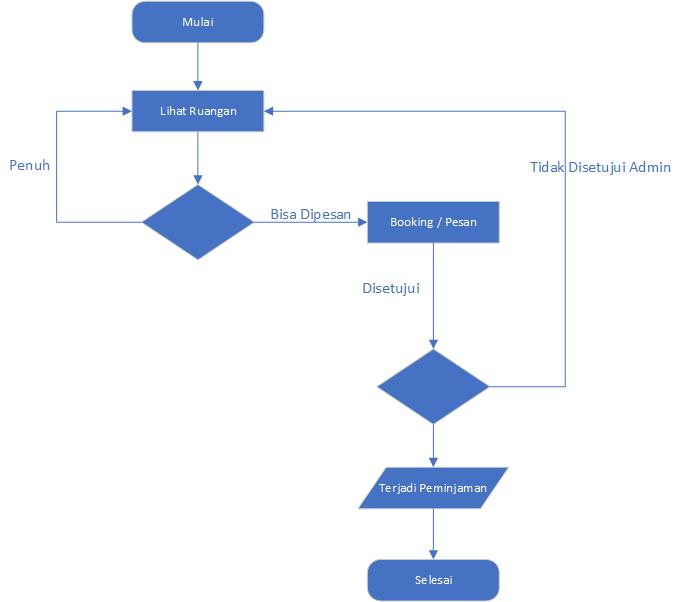 Mulai
Lihat Ruangan
Penuh
Tidak Disetujui Admin
Bisa Dipesan
Booking / Pesan
Disetujui
Terjadi Peminjaman
Selesai